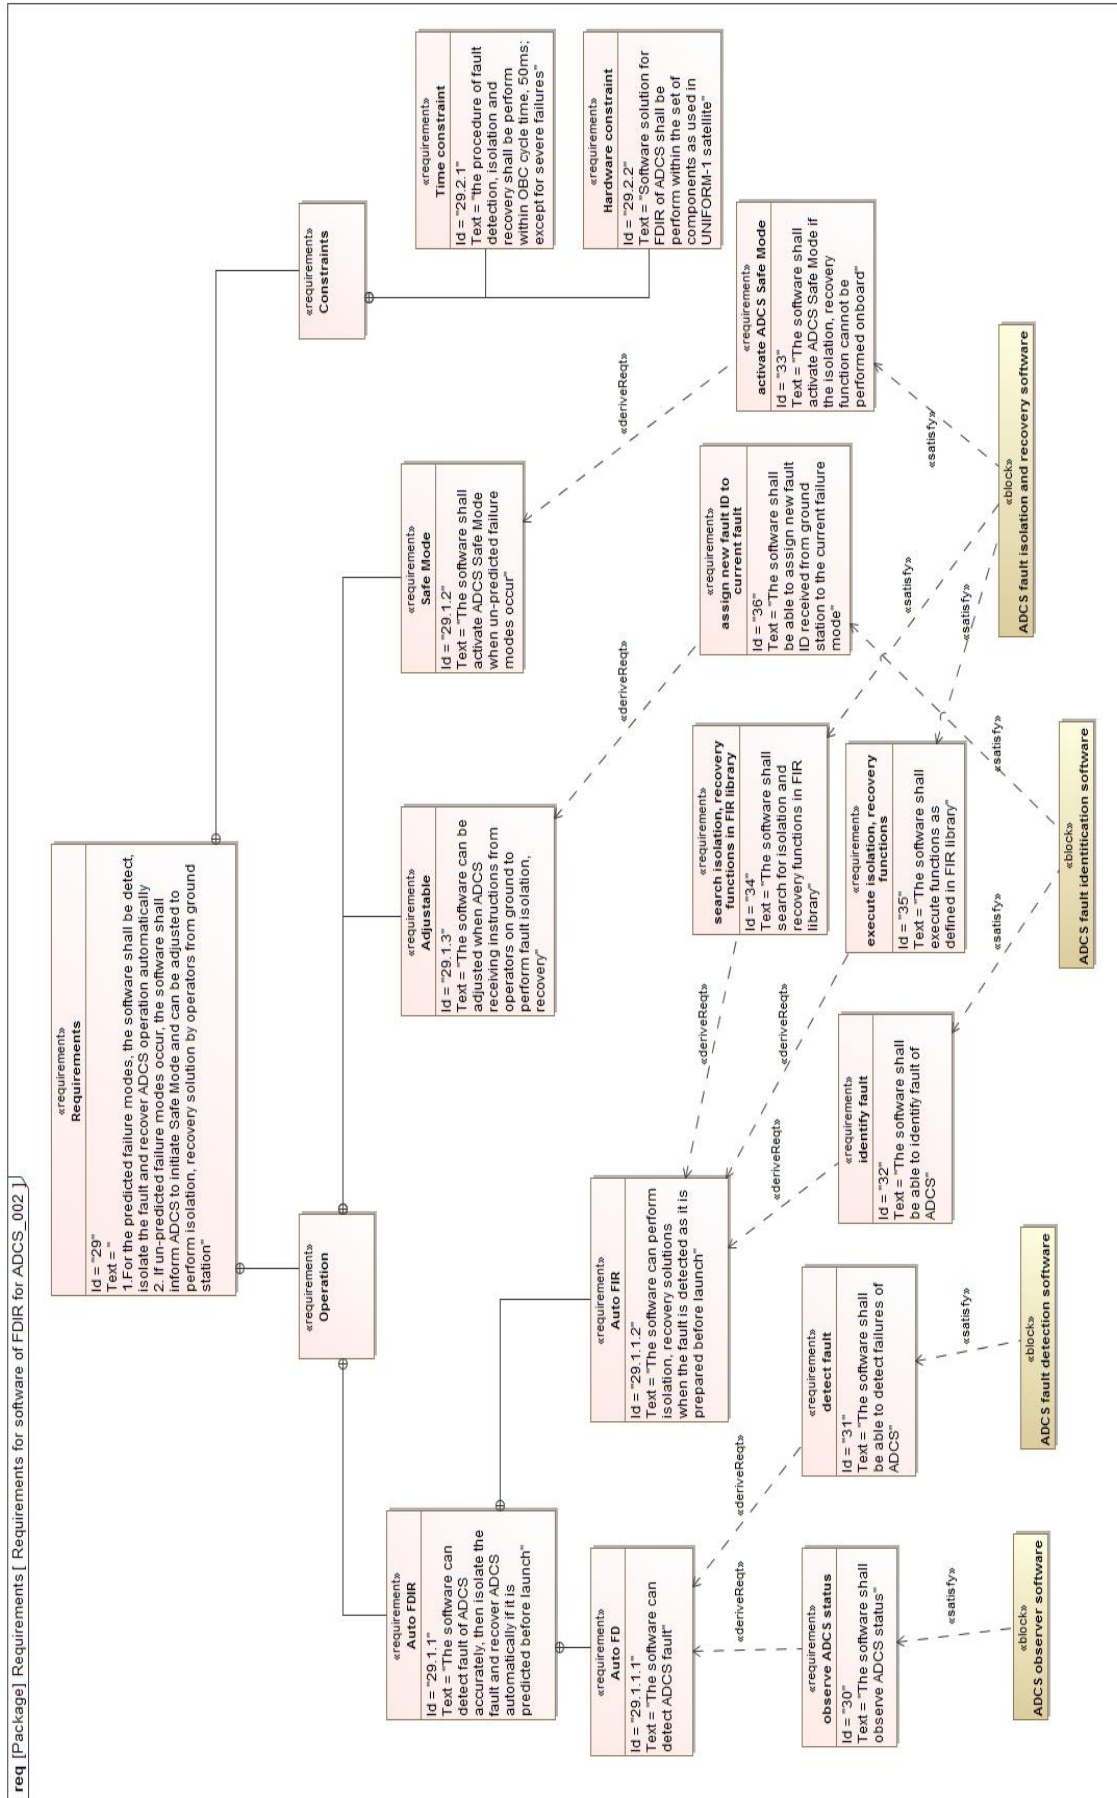 req [Package] Requirements [ Requirements for software of FDIR for ADCS_002 ]
«requirement»
Requirements
Id = "29"
Text = "
1.For the predicted failure modes, the software shall be detect,
isolate the fault and recover ADCS operation automatically
2. If un-predicted failure modes occur, the software shall
inform ADCS to initiate Safe Mode and can be adjusted to
perform isolation, recovery solution by operators from ground
station"
«requirement»
Operation
«requirement»
Constraints
«requirement»
Auto FDIR
Id = "29.1.1"
Text = "The software can
detect fault of ADCS
accurately, then isolate the
fault and recover ADCS
automatically if it is
predicted before launch"
«requirement»
Adjustable
Id = "29.1.3"
Text = "The software can be
adjusted when ADCS
receiving instructions from
operators on ground to
perform fault isolation,
recovery"
«requirement»
Safe Mode
Id = "29.1.2"
Text = "The software shall
activate ADCS Safe Mode
when un-predicted failure
modes occur"
«requirement»
Time constraint
Id = "29.2.1"
Text = "the procedure of fault
detection, isolation and
recovery shall be perform
within OBC cycle time, 50ms;
except for severe failures"
«requirement»
Hardware constraint
Id = "29.2.2"
Text = "Software solution for
FDIR of ADCS shall be
perform within the set of
components as used in
UNIFORM-1 satellite"
«requirement»
Auto FD
Id = "29.1.1.1"
Text = "The software can
detect ADCS fault"
«requirement»
Auto FIR
Id = "29.1.1.2"
Text = "The software can perform
isolation, recovery solutions
when the fault is detected as it is
prepared before launch"
«deriveReqt»
«deriveReqt»
«deriveReqt»
«deriveReqt»
«deriveReqt»
«deriveReqt»
«deriveReqt»
«requirement»
observe ADCS status
Id = "30"
Text = "The software shall
observe ADCS status"
«requirement»
detect fault
Id = "31"
Text = "The software shall
be able to detect failures of
ADCS"
«requirement»
identify fault
Id = "32"
Text = "The software shall
be able to identify fault of
ADCS"
«requirement»
search isolation, recovery
functions in FIR library
Id = "34"
Text = "The software shall
search for isolation and
recovery functions in FIR
library"
«requirement»
execute isolation, recovery
functions
Id = "35"
Text = "The software shall
execute functions as
defined in FIR library"
«requirement»
assign new fault ID to
current fault
Id = "36"
Text = "The software shall
be able to assign new fault
ID received from ground
station to the current failure
mode"
«requirement»
activate ADCS Safe Mode
Id = "33"
Text = "The software shall
activate ADCS Safe Mode if
the isolation, recovery
function cannot be
performed onboard"
«satisfy»
«satisfy»
«satisfy»
«satisfy»
«satisfy»
«satisfy»
«satisfy»
«block»
ADCS observer software
«block»
ADCS fault detection software
«block»
ADCS fault identitication software
«block»
ADCS fault isolation and recovery software